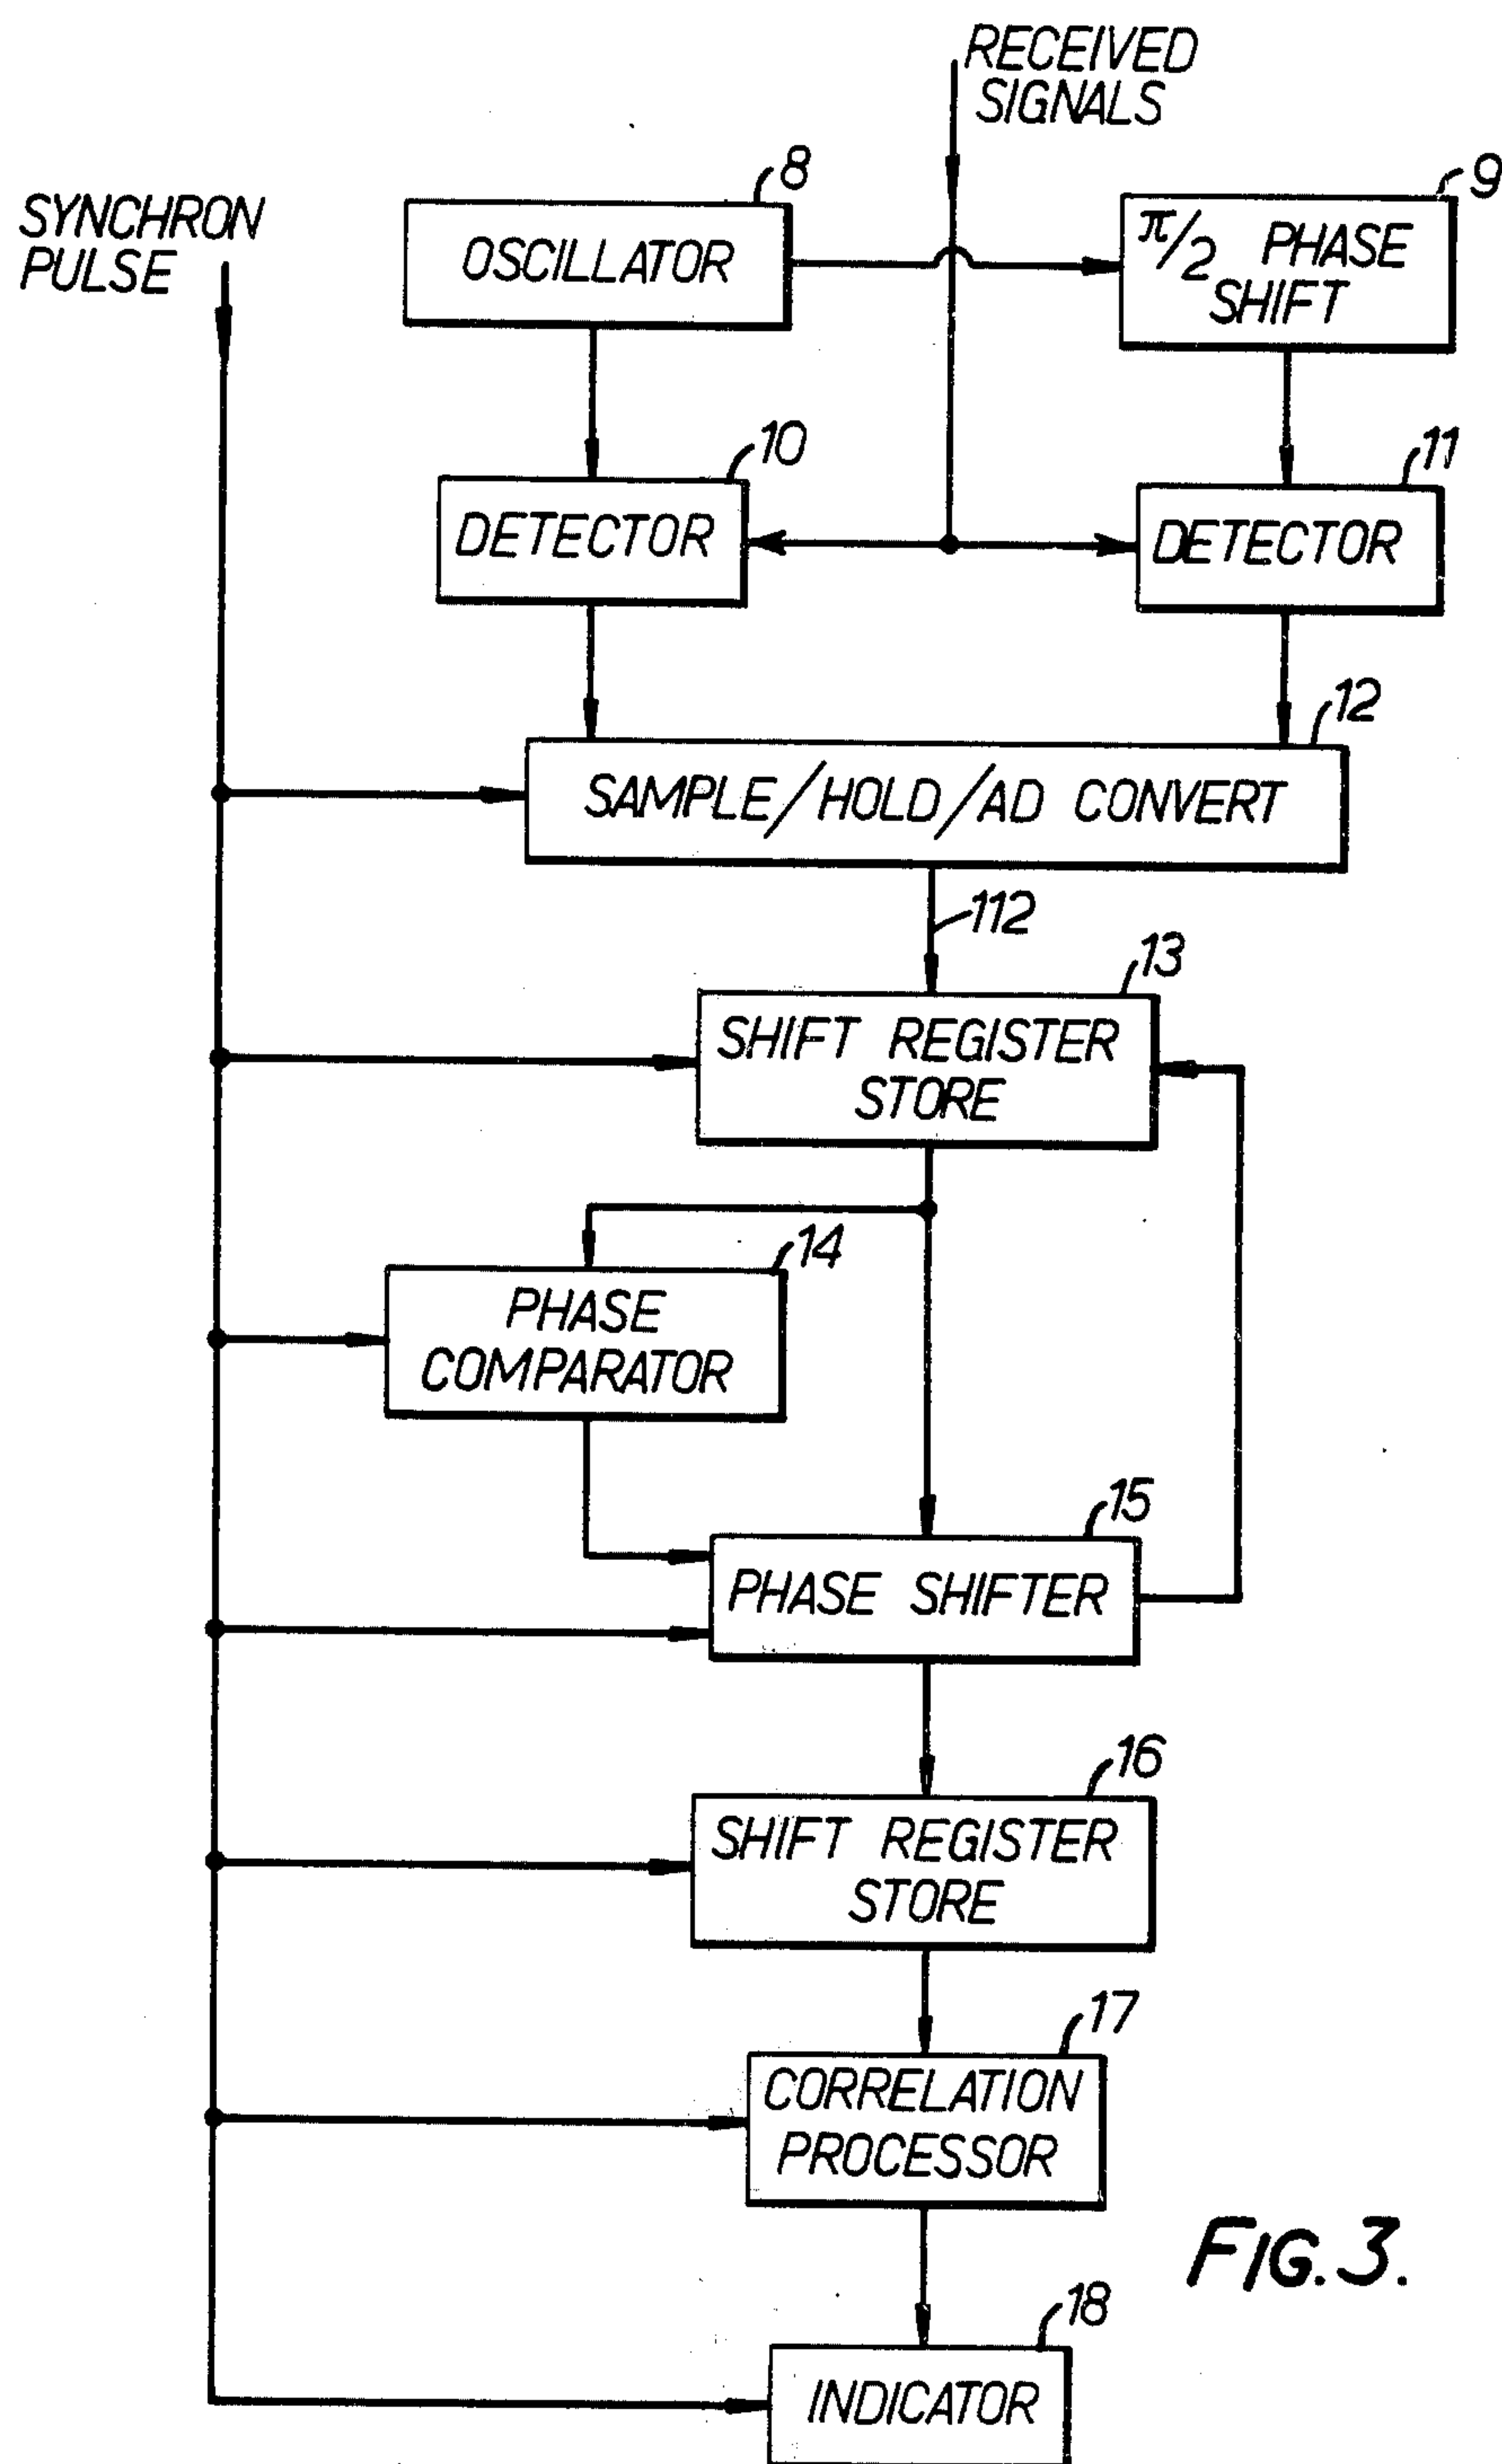 RECEIVED
SIGNALS
SYNCHRON
PULSE
8
OSCILLATOR
9
π/2 PHASE
SHIFT
10
DETECTOR
11
DETECTOR
12
SAMPLE/HOLD/AD CONVERT
112
13
SHIFT REGISTER
STORE
14
PHASE
COMPARATOR
15
PHASE SHIFTER
16
SHIFT REGISTER
STORE
17
CORRELATION
PROCESSOR
18
INDICATOR
FIG. 3.